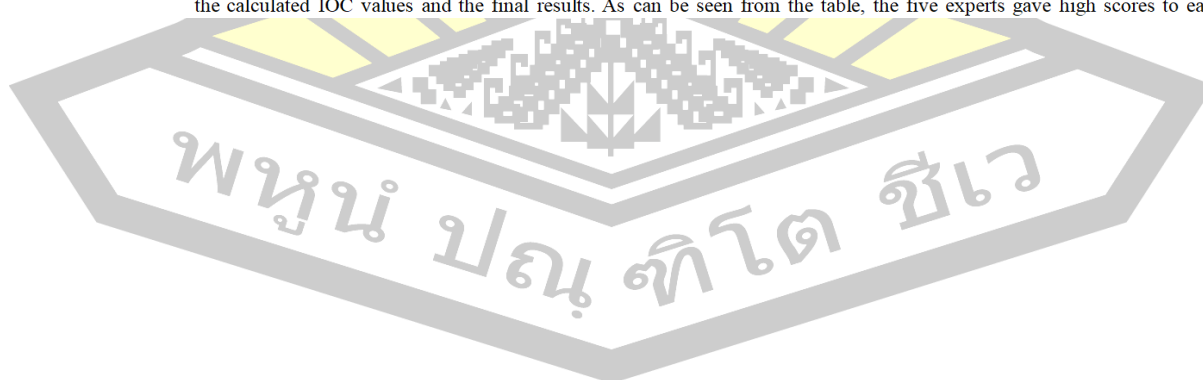 the calculated IOC values and the final results. As can be seen from the table, the five experts gave high scores to ea
พหูนํ ปณฺฑิโต ชีเว